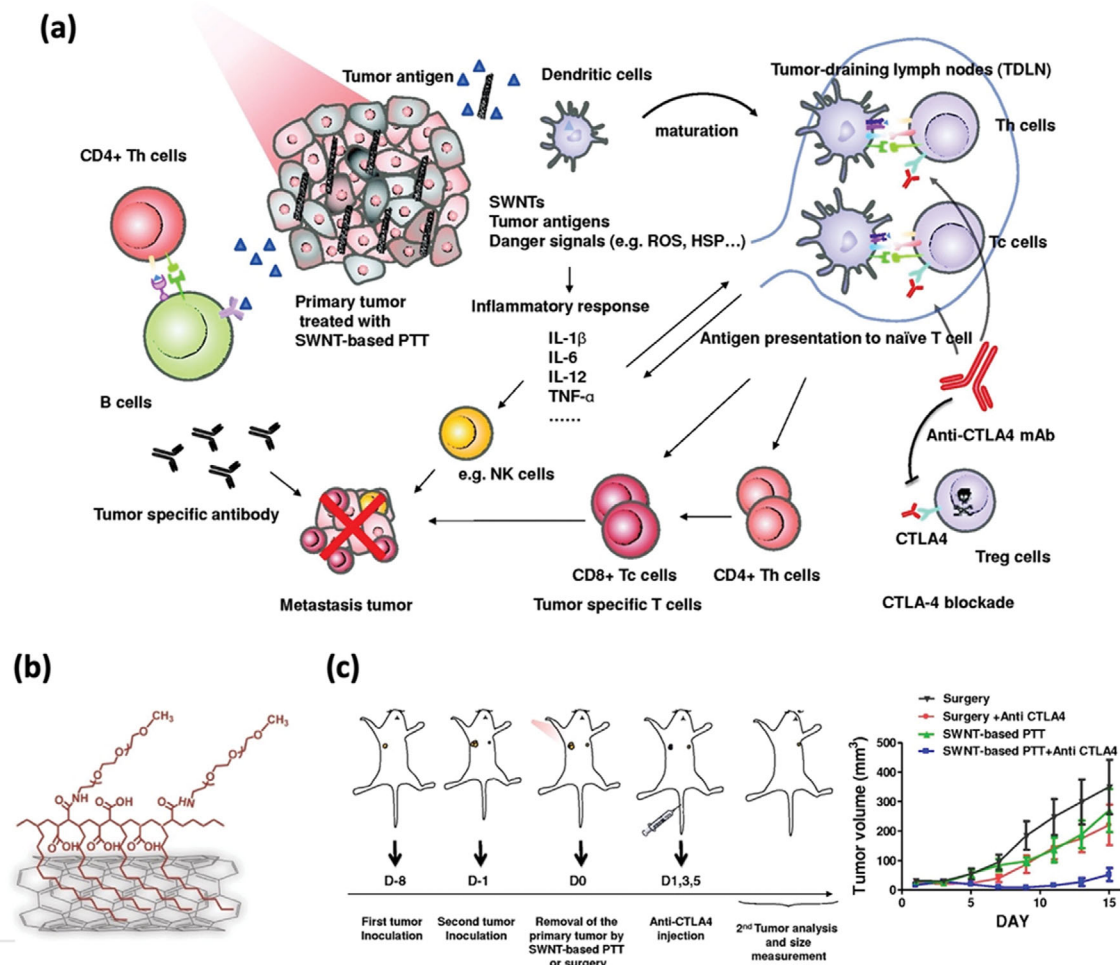 (a)
Tumor antigen
Dendritic cells
Tumor-draining lymph nodes (TDLN)
CD4+ Th cells
maturation
Th cells
SWNTs
Tumor antigens
Danger signals (e.g. ROS, HSP...)
Tc cells
Primary tumor
treated with
SWNT-based PTT
Inflammatory response
IL-1β
IL-6
IL-12
TNF-α
......
Antigen presentation to naïve T cell
B cells
Anti-CTLA4 mAb
e.g. NK cells
Tumor specific antibody
CTLA4
Treg cells
CD8+ Tc cells
CD4+ Th cells
Metastasis tumor
Tumor specific T cells
CTLA-4 blockade
(b)
CH3
CH3
O
O
O
O
O
O
NH
HN
O
O
OH
O
O
OH
O
OH
O
OH
(c)
D-8
D-1
D0
D1,3,5
First tumor
Inoculation
Second tumor
Inoculation
Removal of the
primary tumor by
SWNT-based PTT
or surgery
Anti-CTLA4
injection
2nd Tumor analysis
and size
measurement
Surgery
Surgery +Anti CTLA4
SWNT-based PTT
SWNT-based PTT+Anti CTLA4
Tumor volume (mm3)
500
400
300
200
100
0
0
5
10
15
DAY